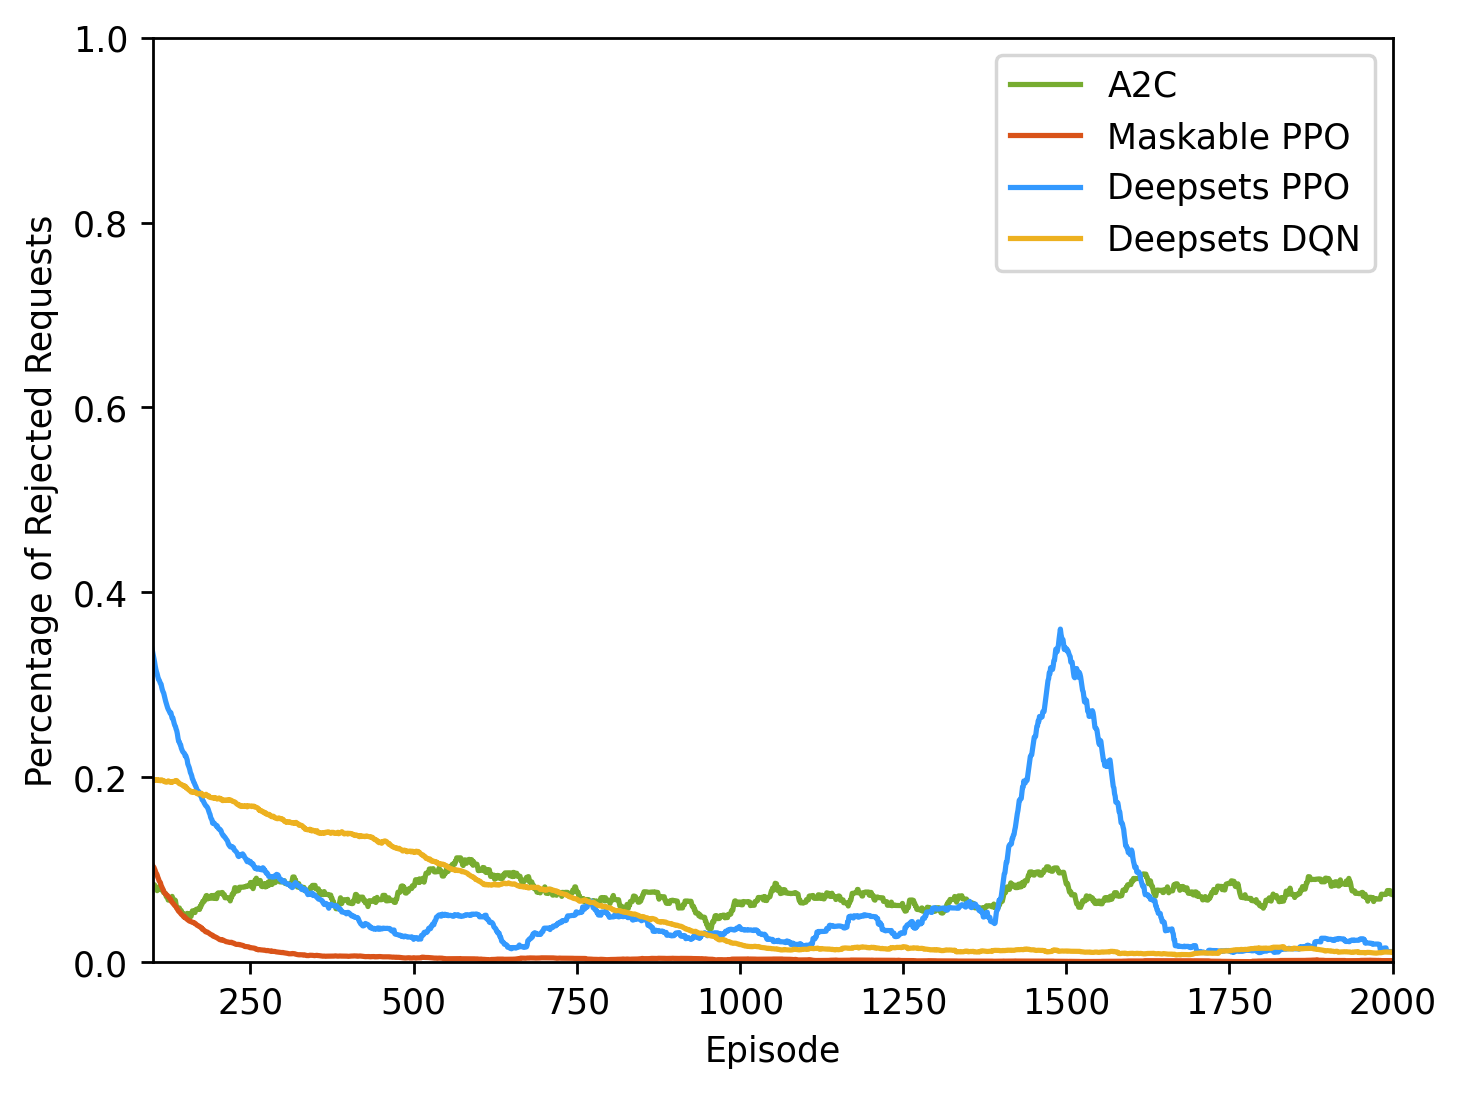 1.0
0.8
0.6
0.4
0.2
0.0
Percentage of Rejected Requests
A2C
Maskable PPO
Deepsets PPO
Deepsets DQN
250 500 750 1000 1250 1500 1750 2000
Episode